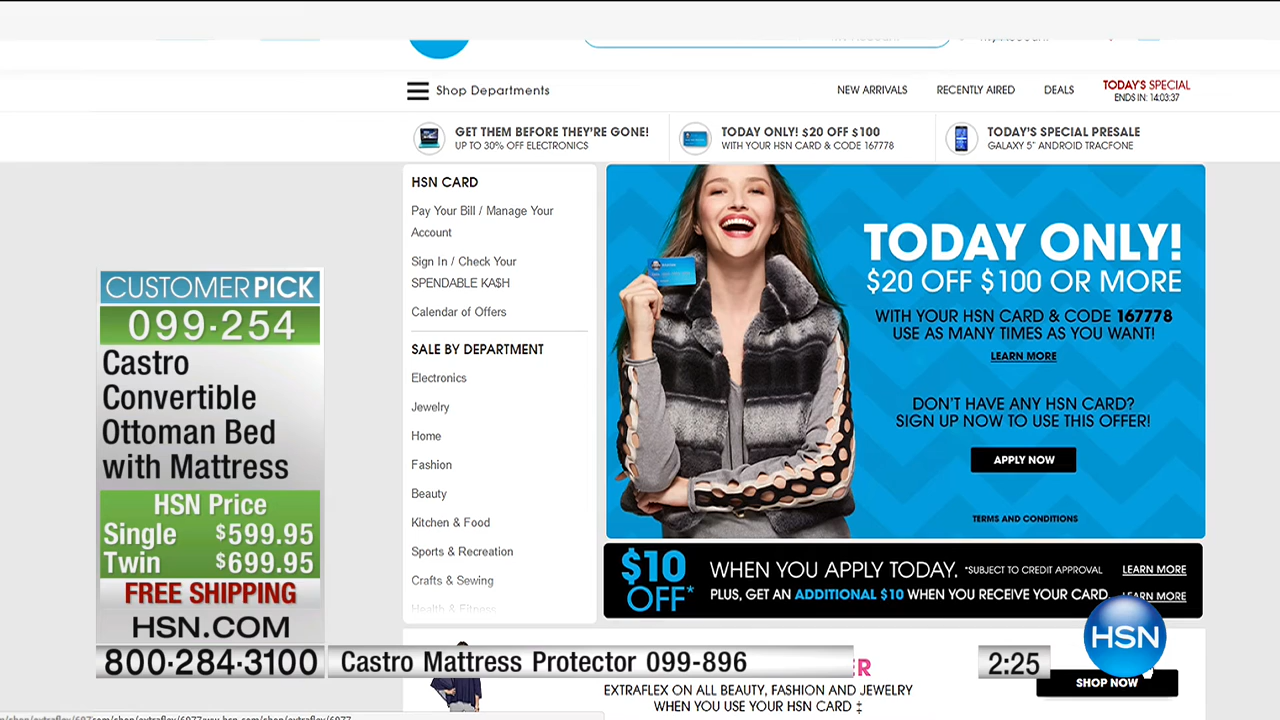 Shop Departments
NEW ARRIVALS
RECENTLY AIRED
DEALS
TODAY'S SPECIAL
ENDS IN: 14:03:37
GET THEM BEFORE THEY'RE GONE!
UP TO 30% OFF ELECTRONICS
TODAY ONLY! $20 OFF $100
WITH YOUR HSN CARD & CODE 167778
TODAY'S SPECIAL PRESALE
GALAXY 5" ANDROID TRACFONE
HSN CARD
Pay Your Bill / Manage Your
Account
Sign In / Check Your
SPENDABLE KA$H
Calendar of Offers
SALE BY DEPARTMENT
Electronics
Jewelry
Home
Fashion
Beauty
Kitchen & Food
Sports & Recreation
Crafts & Sewing
Health & Fitness
TODAY ONLY!
$20 OFF $100 OR MORE
WITH YOUR HSN CARD & CODE 167778
USE AS MANY TIMES AS YOU WANT!
LEARN MORE
DON'T HAVE ANY HSN CARD?
SIGN UP NOW TO USE THIS OFFER!
APPLY NOW
TERMS AND CONDITIONS
$10
OFF*
WHEN YOU APPLY TODAY. *SUBJECT TO CREDIT APPROVAL LEARN MORE
PLUS, GET AN ADDITIONAL $10 WHEN YOU RECEIVE YOUR CARD. LEARN MORE
EXTRAFLEX ON ALL BEAUTY, FASHION AND JEWELRY
WHEN YOU USE YOUR HSN CARD ‡
SHOP NOW
CUSTOMER PICK
099·254
Castro
Convertible
Ottoman Bed
with Mattress
HSN Price
Single $599.95
Twin $699.95
FREE SHIPPING
HSN.COM
800·284·3100
Castro Mattress Protector 099-896
2:25
HSN